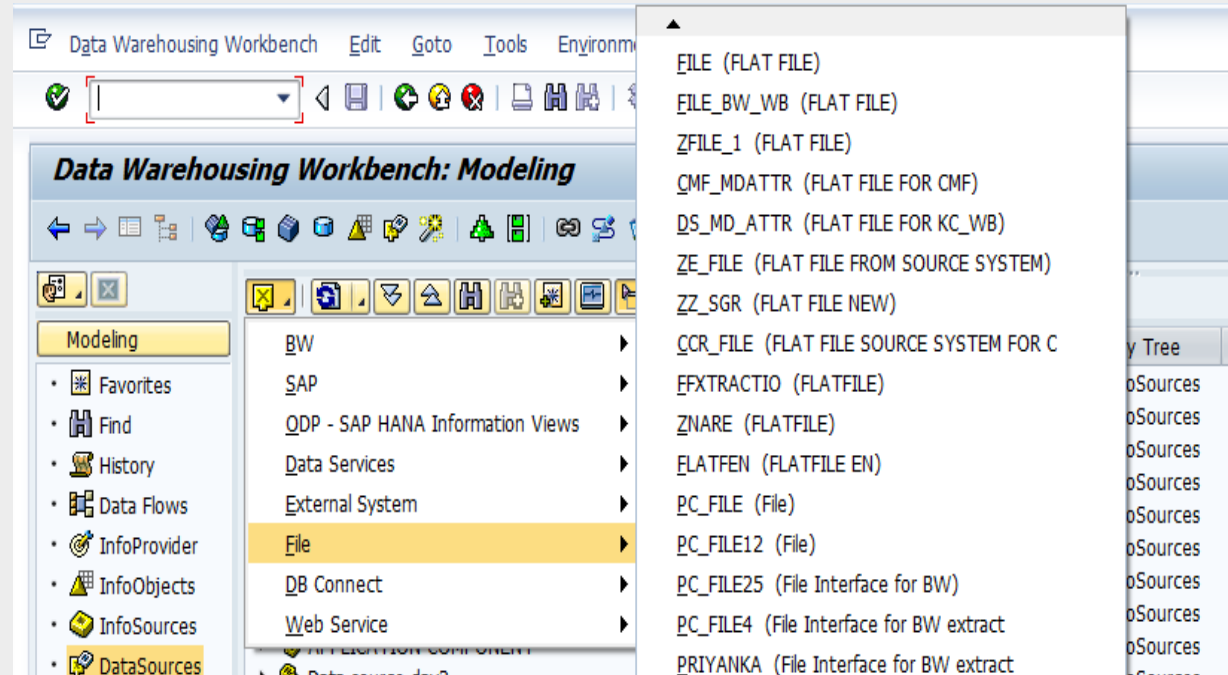 Data Warehousing Workbench Edit Goto Tools
Data Warehousing Workbench: Modeling
Modeling
Favorites
Find
History
Data Flows
InfoProvider
InfoObjects
InfoSources
DataSources
BW
SAP
ODP - SAP HANA Information Views
Data Services
External System
File
DB Connect
Web Service
FILE (FLAT FILE)
FILE_BW_WB (FLAT FILE)
ZFILE_1 (FLAT FILE)
CMF_MDATTR (FLAT FILE FOR CMF)
DS_MD_ATTR (FLAT FILE FOR KC_WB)
ZE_FILE (FLAT FILE FROM SOURCE SYSTEM)
ZZ_SGR (FLAT FILE NEW)
CCR_FILE (FLAT FILE SOURCE SYSTEM FOR C
FFXTRACTIO (FLATFILE)
ZNARE (FLATFILE)
FLATFEN (FLATFILE EN)
PC_FILE (File)
PC_FILE12 (File)
PC_FILE25 (File Interface for BW)
PC_FILE4 (File Interface for BW extract
PRIYANKA (File Interface for BW extract
Tree